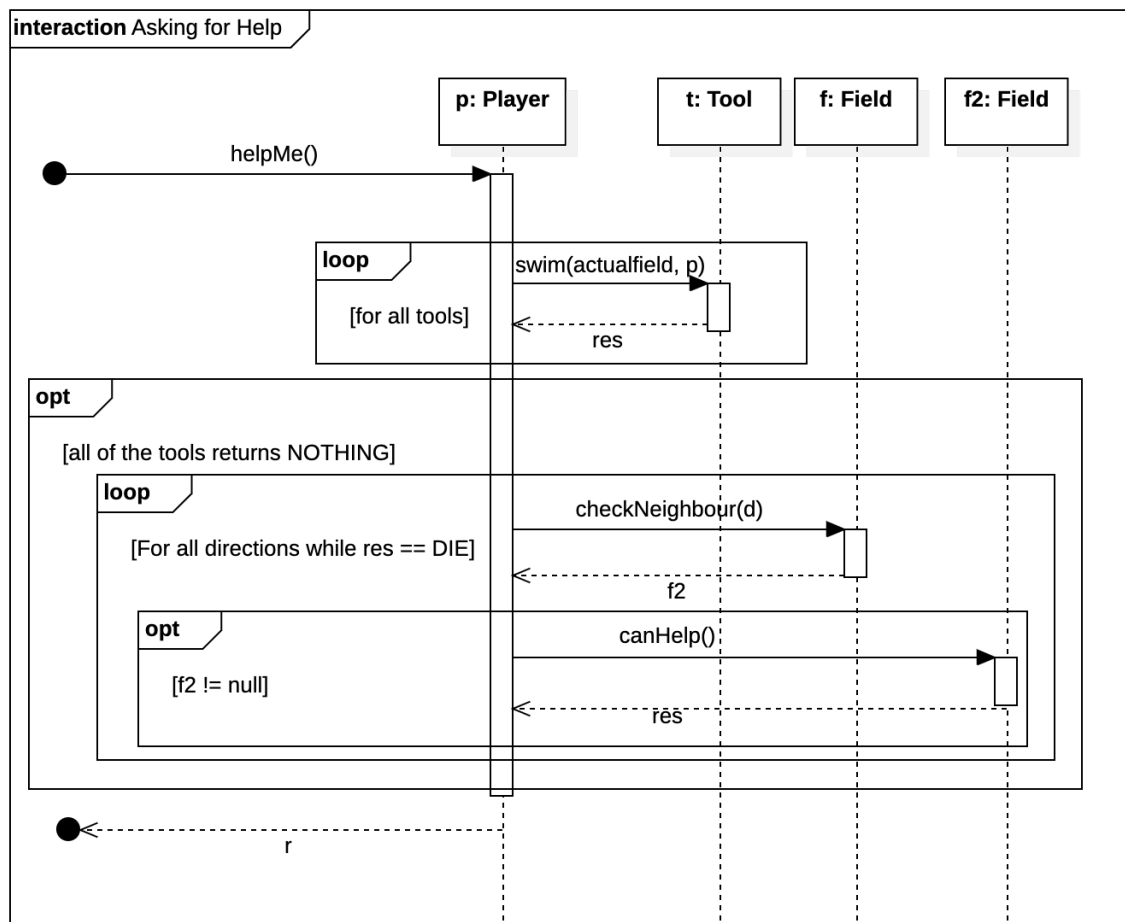 interaction Asking for Help
p: Player
t: Tool
f: Field
f2: Field
helpMe()
loop
swim(actualfield, p)
[for all tools]
res
opt
[all of the tools returns NOTHING]
loop
checkNeighbour(d)
[For all directions while res == DIE]
f2
opt
canHelp()
[f2 != null]
res
r